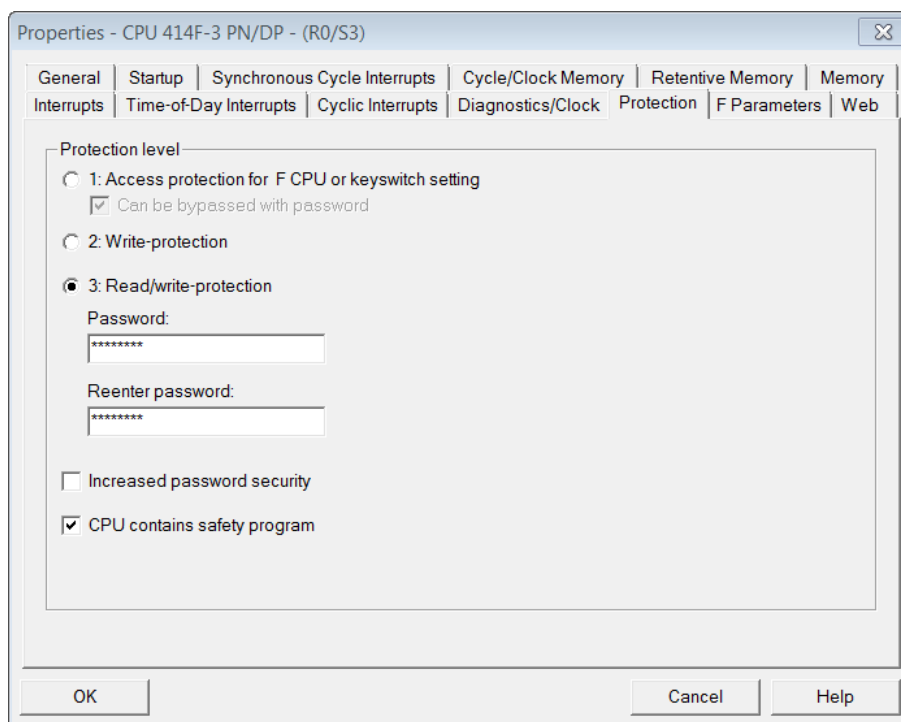 Properties - CPU 414F-3 PN/DP - (R0/S3)
General Startup Synchronous Cycle Interrupts Cycle/Clock Memory Retentive Memory Memory
Interrupts Time-of-Day Interrupts Cyclic Interrupts Diagnostics/Clock Protection F Parameters Web
Protection level
1: Access protection for F CPU or keyswitch setting
Can be bypassed with password
2: Write-protection
3: Read/write-protection
Password:
********
Reenter password:
********
Increased password security
CPU contains safety program
OK Cancel Help